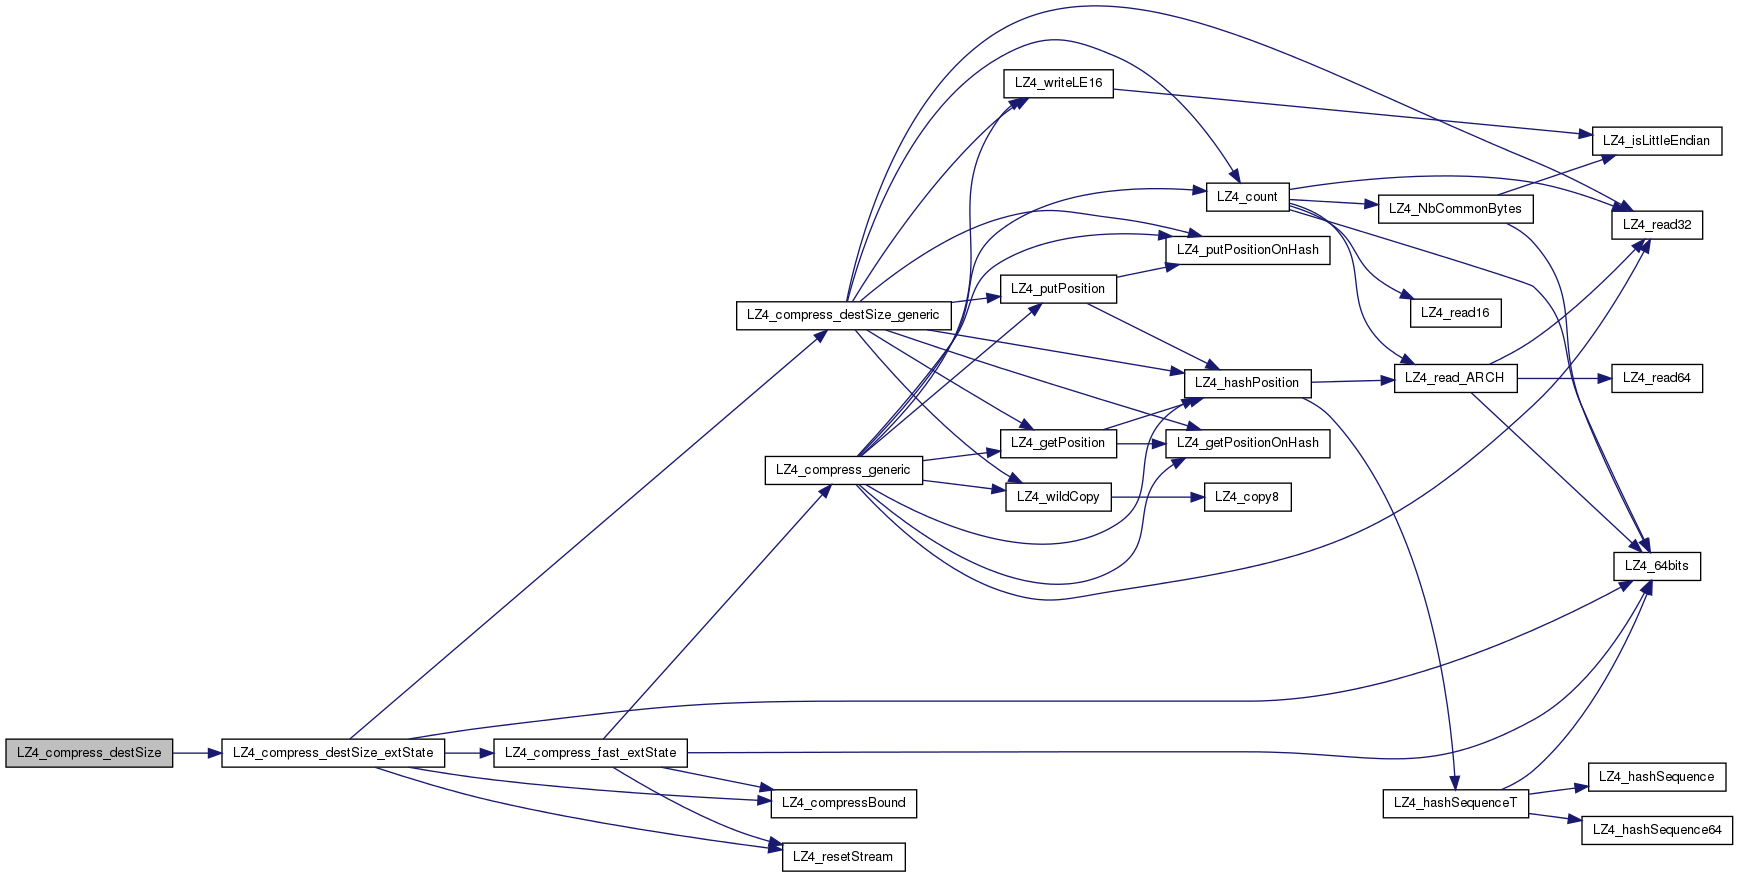 LZ4_writeLE16
LZ4_isLittleEndian
LZ4_count
LZ4_NbCommonBytes
LZ4_read32
LZ4_putPositionOnHash
LZ4_putPosition
LZ4_compress_destSize_generic
LZ4_read16
LZ4_hashPosition
LZ4_read_ARCH
LZ4_read64
LZ4_getPosition
LZ4_getPositionOnHash
LZ4_compress_generic
LZ4_wildCopy
LZ4_copy8
LZ4_64bits
LZ4_compress_destSize
LZ4_compress_destSize_extState
LZ4_compress_fast_extState
LZ4_hashSequence
LZ4_compressBound
LZ4_hashSequenceT
LZ4_hashSequence64
LZ4_resetStream